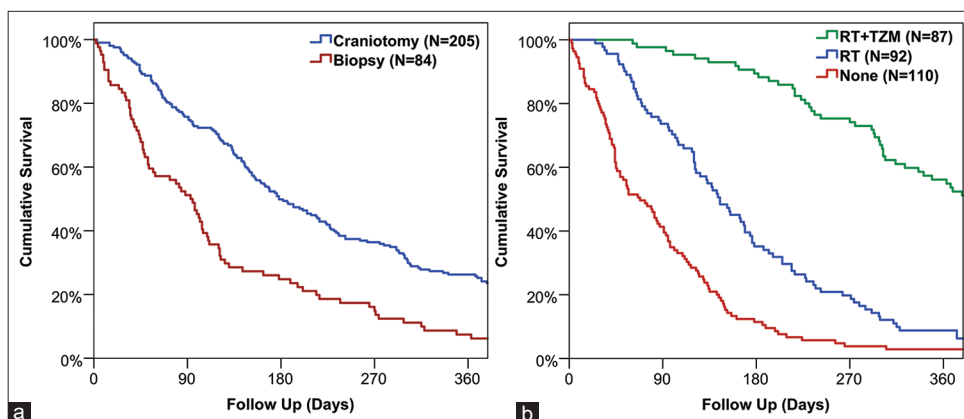 Craniotomy (N=205)
Biopsy (N=84)
Cumulative Survival
100%
80%
60%
40%
20%
0%
0
90
180
270
360
Follow Up (Days)
a
RT+TZM (N=87)
RT (N=92)
None (N=110)
Cumulative Survival
100%
80%
60%
40%
20%
0%
0
90
180
270
360
Follow Up (Days)
b